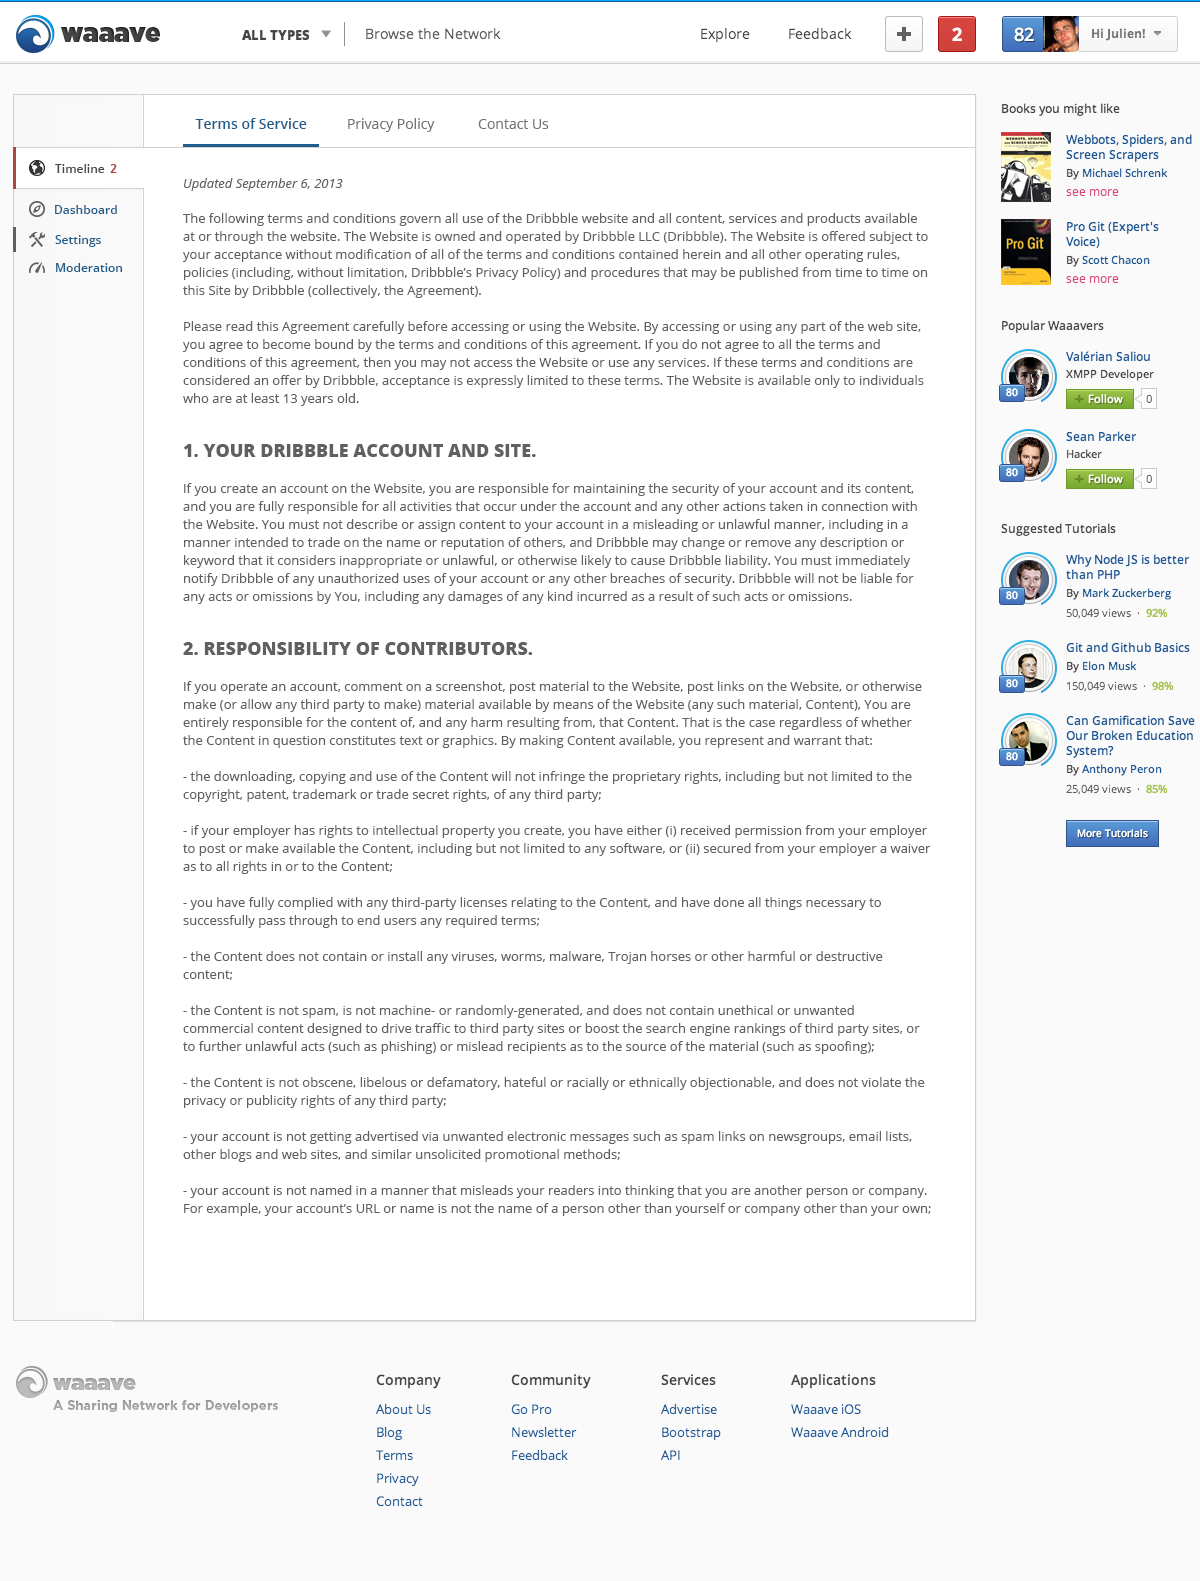 waaave
ALL TYPES
Browse the Network
Explore
Feedback
2
82
Hi Julien!
Timeline 2
Dashboard
Settings
Moderation
Terms of Service
Privacy Policy
Contact Us
Updated September 6, 2013
The following terms and conditions govern all use of the Dribbble website and all content, services and products available
at or through the website. The Website is owned and operated by Dribbble LLC (Dribbble). The Website is offered subject to
your acceptance without modification of all of the terms and conditions contained herein and all other operating rules,
policies (including, without limitation, Dribbble's Privacy Policy) and procedures that may be published from time to time on
this Site by Dribbble (collectively, the Agreement).
Please read this Agreement carefully before accessing or using the Website. By accessing or using any part of the web site,
you agree to become bound by the terms and conditions of this agreement. If you do not agree to all the terms and
conditions of this agreement, then you may not access the Website or use any services. If these terms and conditions are
considered an offer by Dribbble, acceptance is expressly limited to these terms. The Website is available only to individuals
who are at least 13 years old.
1. YOUR DRIBBBLE ACCOUNT AND SITE.
If you create an account on the Website, you are responsible for maintaining the security of your account and its content,
and you are fully responsible for all activities that occur under the account and any other actions taken in connection with
the Website. You must not describe or assign content to your account in a misleading or unlawful manner, including in a
manner intended to trade on the name or reputation of others, and Dribbble may change or remove any description or
keyword that it considers inappropriate or unlawful, or otherwise likely to cause Dribbble liability. You must immediately
notify Dribbble of any unauthorized uses of your account or any other breaches of security. Dribbble will not be liable for
any acts or omissions by You, including any damages of any kind incurred as a result of such acts or omissions.
2. RESPONSIBILITY OF CONTRIBUTORS.
If you operate an account, comment on a screenshot, post material to the Website, post links on the Website, or otherwise
make (or allow any third party to make) material available by means of the Website (any such material, Content), You are
entirely responsible for the content of, and any harm resulting from, that Content. That is the case regardless of whether
the Content in question constitutes text or graphics. By making Content available, you represent and warrant that:
- the downloading, copying and use of the Content will not infringe the proprietary rights, including but not limited to the
copyright, patent, trademark or trade secret rights, of any third party;
- if your employer has rights to intellectual property you create, you have either (i) received permission from your employer
to post or make available the Content, including but not limited to any software, or (ii) secured from your employer a waiver
as to all rights in or to the Content;
- you have fully complied with any third-party licenses relating to the Content, and have done all things necessary to
successfully pass through to end users any required terms;
- the Content does not contain or install any viruses, worms, malware, Trojan horses or other harmful or destructive
content;
- the Content is not spam, is not machine- or randomly-generated, and does not contain unethical or unwanted
commercial content designed to drive traffic to third party sites or boost the search engine rankings of third party sites, or
to further unlawful acts (such as phishing) or mislead recipients as to the source of the material (such as spoofing);
- the Content is not obscene, libelous or defamatory, hateful or racially or ethnically objectionable, and does not violate the
privacy or publicity rights of any third party;
- your account is not getting advertised via unwanted electronic messages such as spam links on newsgroups, email lists,
other blogs and web sites, and similar unsolicited promotional methods;
- your account is not named in a manner that misleads your readers into thinking that you are another person or company.
For example, your account's URL or name is not the name of a person other than yourself or company other than your own;
Books you might like
WEBBOTS, SPIDERS,
AND SCREEN SCRAPERS
Webbots, Spiders, and
Screen Scrapers
By Michael Schrenk
see more
Pro Git
Pro Git (Expert's
Voice)
By Scott Chacon
see more
Popular Waaavers
80
Valérian Saliou
XMPP Developer
Follow
0
80
Sean Parker
Hacker
Follow
0
Suggested Tutorials
80
Why Node JS is better
than PHP
By Mark Zuckerberg
50,049 views · 92%
80
Git and Github Basics
By Elon Musk
150,049 views · 98%
80
Can Gamification Save
Our Broken Education
System?
By Anthony Peron
25,049 views · 85%
More Tutorials
waaave
A Sharing Network for Developers
Company
About Us
Blog
Terms
Privacy
Contact
Community
Go Pro
Newsletter
Feedback
Services
Advertise
Bootstrap
API
Applications
Waaave iOS
Waaave Android